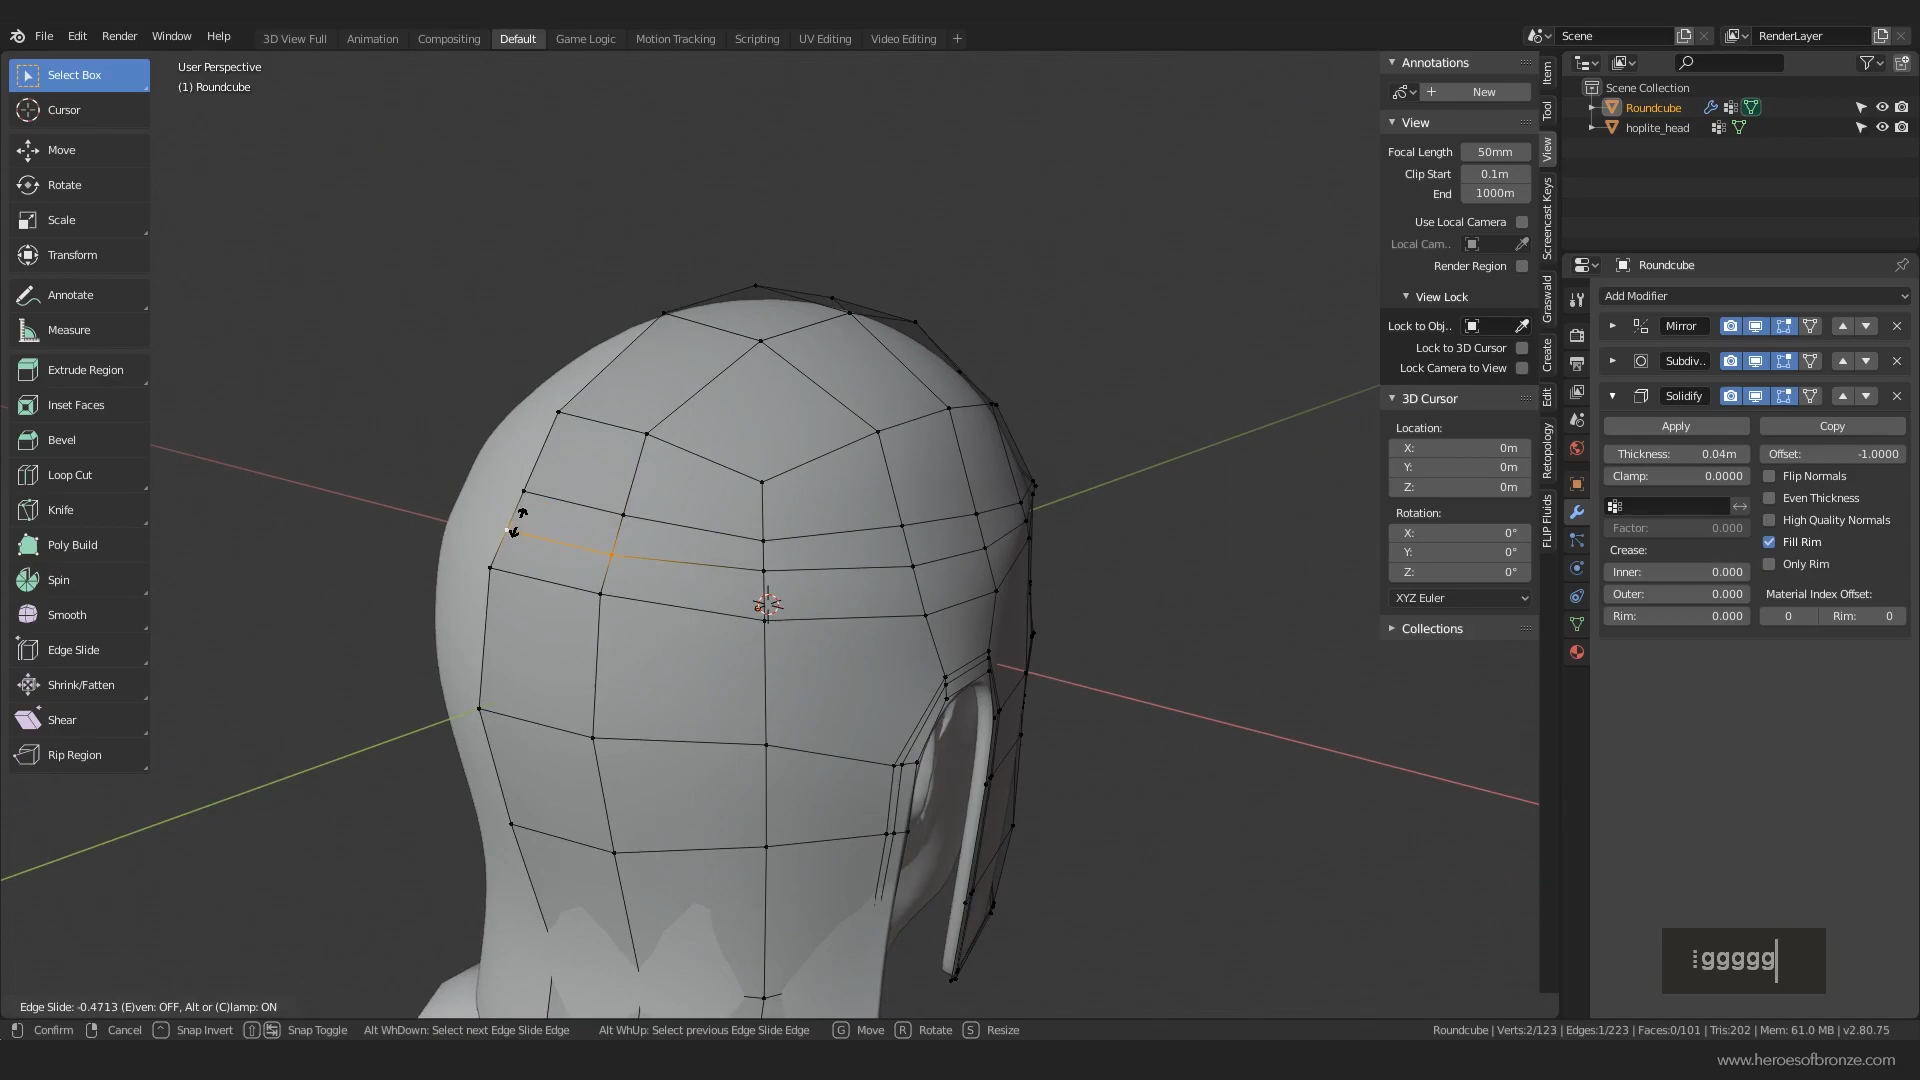 File Edit Render Window Help 3D View Full Animation Compositing Default Game Logic Motion Tracking Scripting UV Editing Video Editing Scene RenderLayer
Select Box
Cursor
Move
Rotate
Scale
Transform
Annotate
Measure
Extrude Region
Inset Faces
Bevel
Loop Cut
Knife
Poly Build
Spin
Smooth
Edge Slide
Shrink/Fatten
Shear
Rip Region
User Perspective
(1) Roundcube
Annotations
New
View
Focal Length 50mm
Clip Start 0.1m
End 1000m
Use Local Camera
Local Cam..
Render Region
View Lock
Lock to Obj..
Lock to 3D Cursor
Lock Camera to View
3D Cursor
Location:
X: 0m
Y: 0m
Z: 0m
Rotation:
X: 0°
Y: 0°
Z: 0°
XYZ Euler
Collections
Item
Tool
View
Screencast Keys
Graswald
Create
Edit
Retopology
FLIP Fluids
Scene Collection
Roundcube
hoplite_head
Roundcube
Add Modifier
Mirror
Subdiv..
Solidify
Apply Copy
Thickness: 0.04m Offset: -1.0000
Clamp: 0.0000 Flip Normals
Even Thickness
Factor: 0.000 High Quality Normals
Crease: Fill Rim
Inner: 0.000 Only Rim
Outer: 0.000 Material Index Offset:
Rim: 0.000 0 Rim: 0
ggggg
Edge Slide: -0.4713 (E)ven: OFF, Alt or (C)lamp: ON
Confirm Cancel Snap Invert Snap Toggle Alt WhDown: Select next Edge Slide Edge Alt WhUp: Select previous Edge Slide Edge G Move R Rotate S Resize Roundcube | Verts:2/123 | Edges:1/223 | Faces:0/101 | Tris:202 | Mem: 61.0 MB | v2.80.75
www.heroesofbronze.com